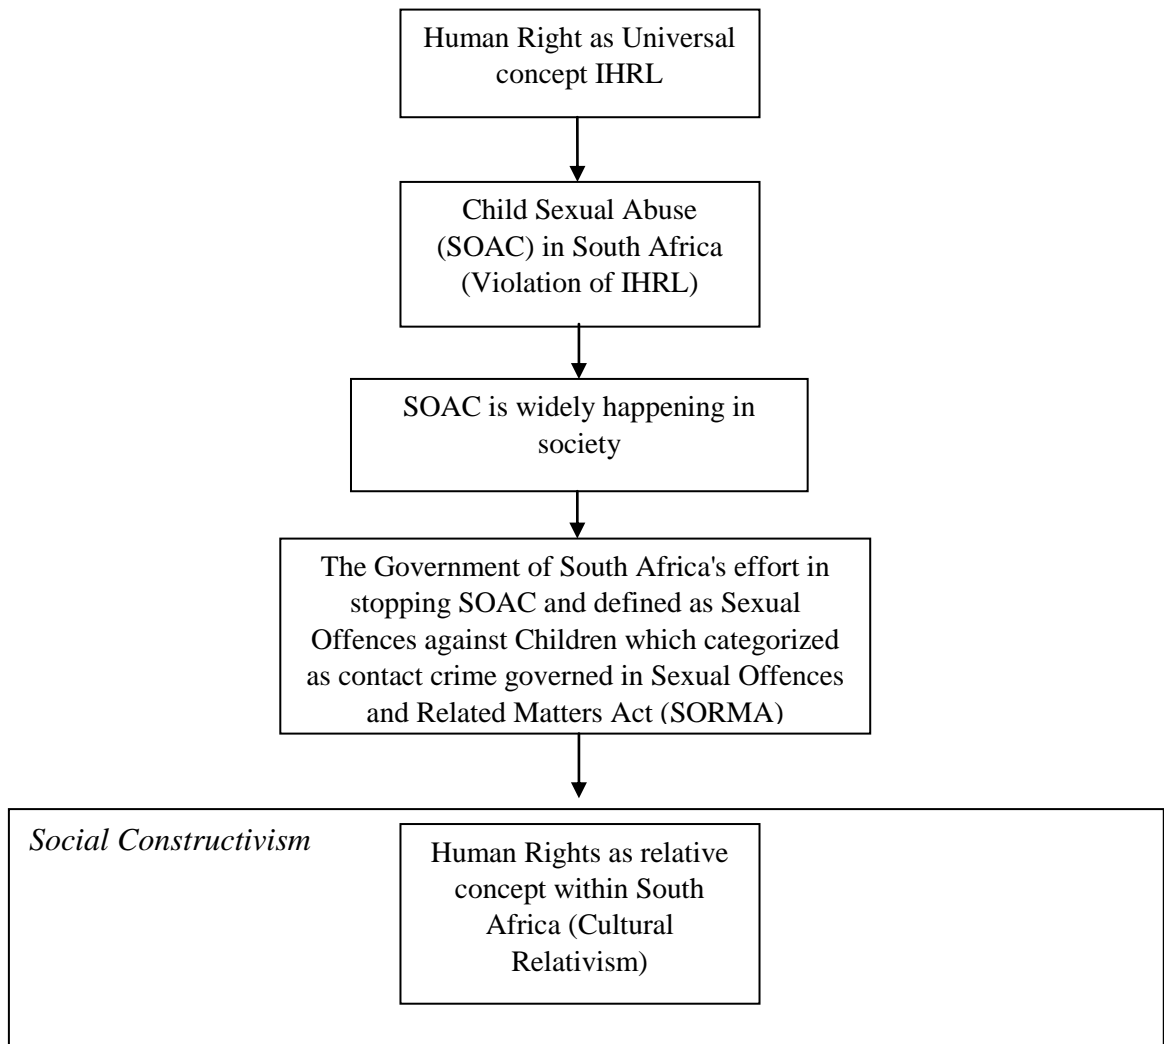 Human Right as Universal
concept IHRL
Child Sexual Abuse
(SOAC) in South Africa
(Violation of IHRL)
SOAC is widely happening in
society
The Government of South Africa's effort in
stopping SOAC and defined as Sexual
Offences against Children which categorized
as contact crime governed in Sexual Offences
and Related Matters Act (SORMA)
Social Constructivism
Human Rights as relative
concept within South
Africa (Cultural
Relativism)